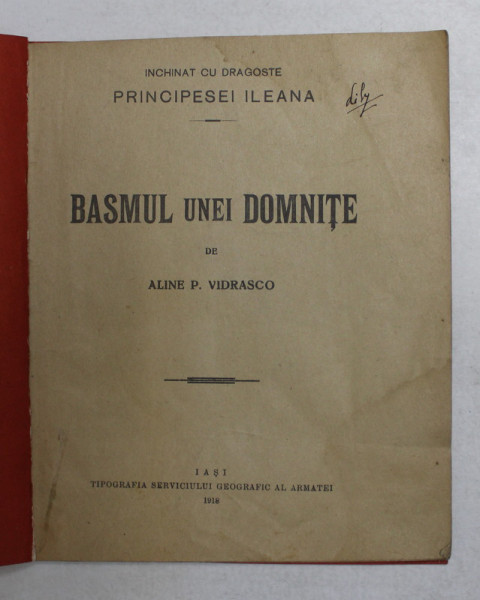 INCHINAT CU DRAGOSTE
PRINCIPESEI ILEANA
BASMUL UNEI DOMNIȚE
DE
ALINE P. VIDRASCO
IAȘI
TIPOGRAFIA SERVICIULUI GEOGRAFIC AL ARMATEI
1918